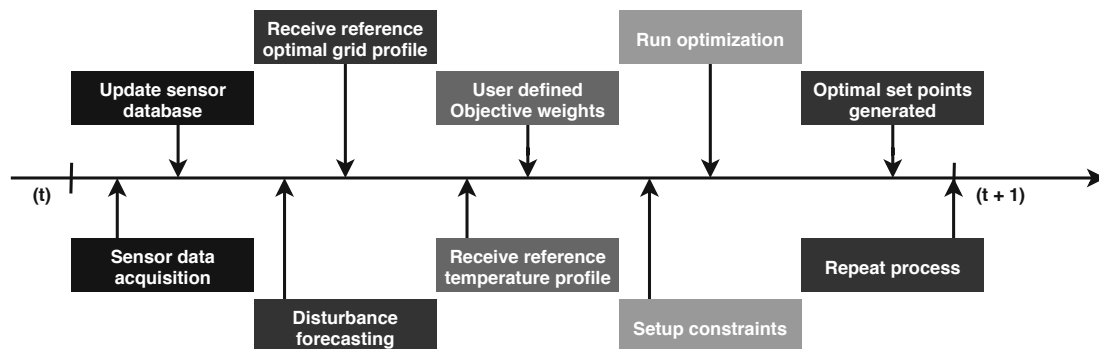 Receive reference
optimal grid profile
Run optimization
Update sensor
database
User defined
Objective weights
Optimal set points
generated
(t)
(t + 1)
Sensor data
acquisition
Receive reference
temperature profile
Repeat process
Disturbance
forecasting
Setup constraints